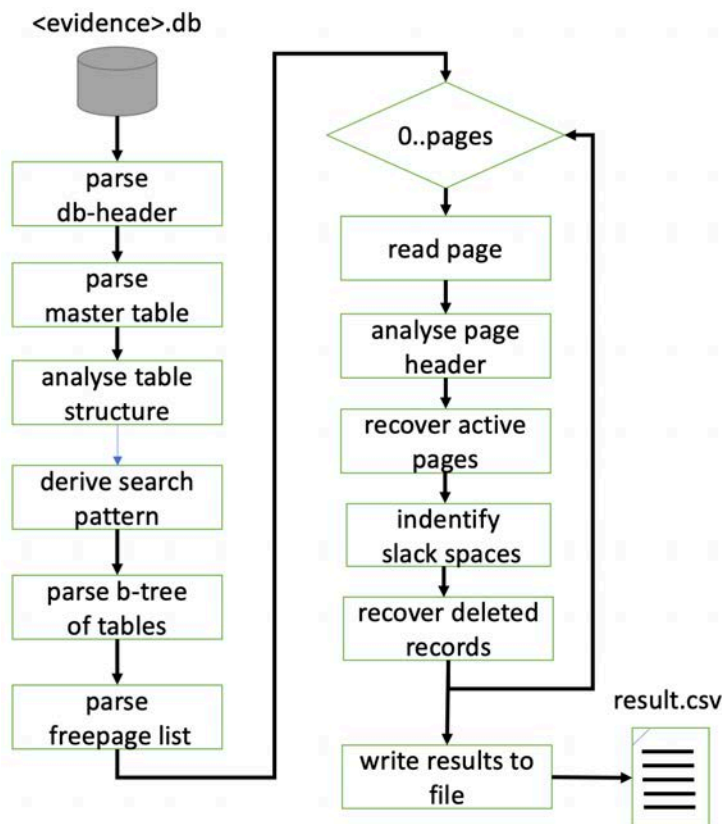 <evidence>.db
parse
db-header
parse
master table
analyse table
structure
derive search
pattern
parse b-tree
of tables
parse
freepage list
0..pages
read page
analyse page
header
recover active
pages
indentify
slack spaces
recover deleted
records
write results to
file
result.csv